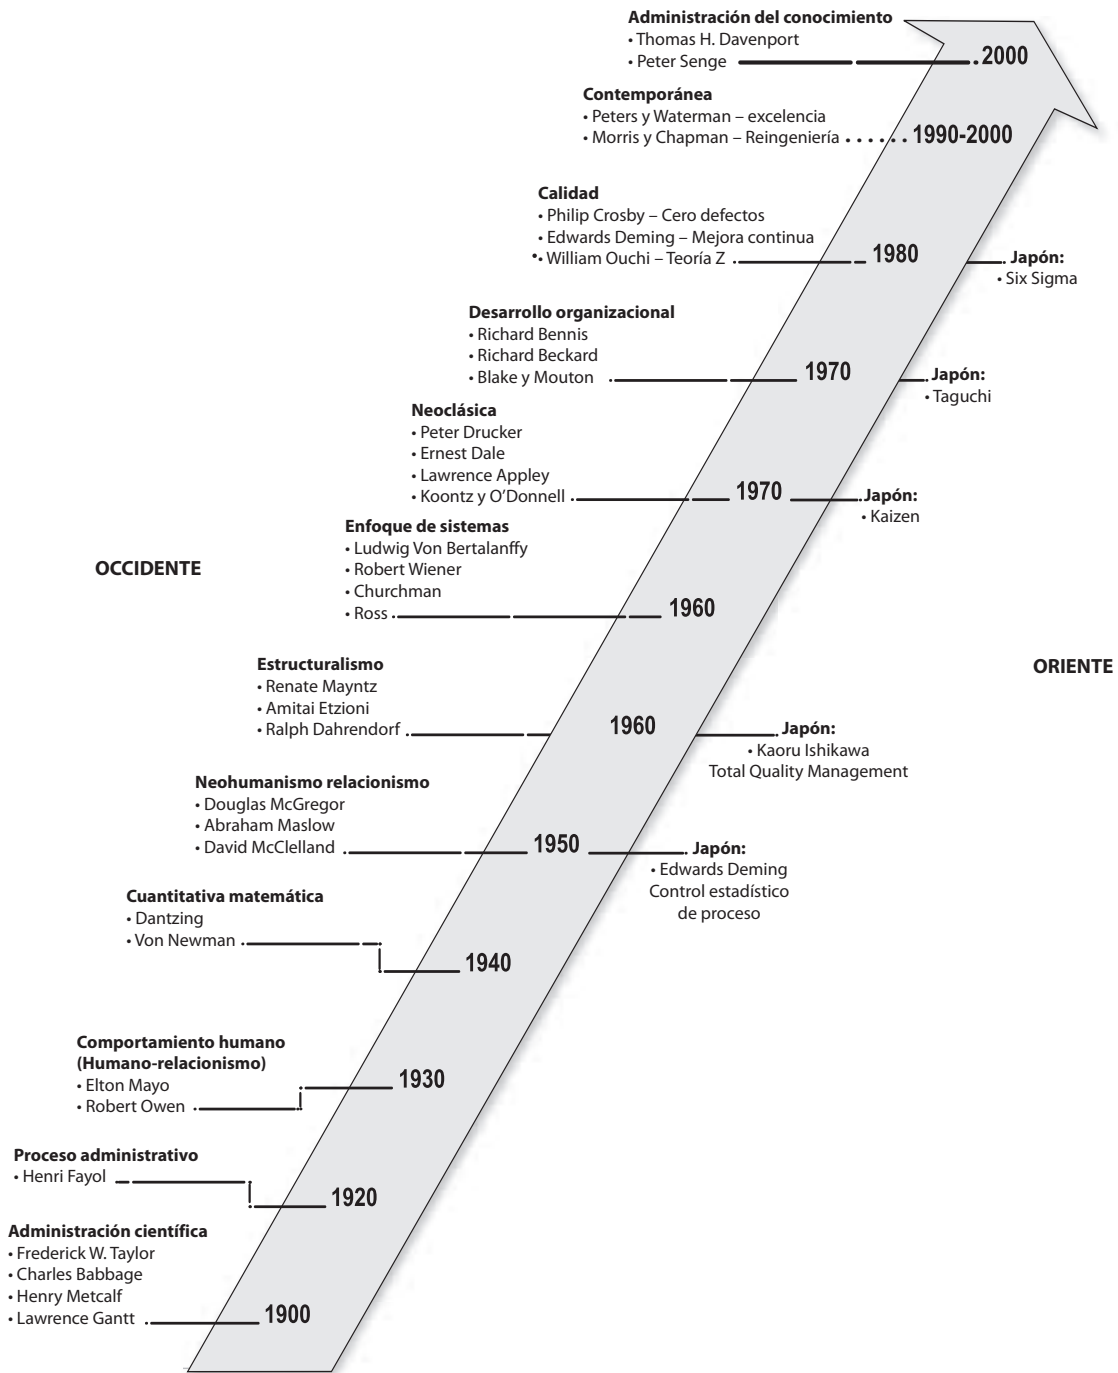 Administración del conocimiento
• Thomas H. Davenport
• Peter Senge
2000
Contemporánea
• Peters y Waterman – excelencia
• Morris y Chapman – Reingeniería
1990-2000
Calidad
• Philip Crosby – Cero defectos
• Edwards Deming – Mejora continua
• William Ouchi – Teoría Z
1980
Japón:
• Six Sigma
Desarrollo organizacional
• Richard Bennis
• Richard Beckard
• Blake y Mouton
1970
Japón:
• Taguchi
Neoclásica
• Peter Drucker
• Ernest Dale
• Lawrence Appley
• Koontz y O’Donnell
1970
Japón:
• Kaizen
Enfoque de sistemas
• Ludwig Von Bertalanffy
• Robert Wiener
• Churchman
• Ross
1960
OCCIDENTE
ORIENTE
Estructuralismo
• Renate Mayntz
• Amitai Etzioni
• Ralph Dahrendorf
1960
Japón:
• Kaoru Ishikawa
Total Quality Management
Neohumanismo relacionismo
• Douglas McGregor
• Abraham Maslow
• David McClelland
1950
Japón:
• Edwards Deming
Control estadístico
de proceso
Cuantitativa matemática
• Dantzing
• Von Newman
1940
Comportamiento humano
(Humano-relacionismo)
• Elton Mayo
• Robert Owen
1930
Proceso administrativo
• Henri Fayol
1920
Administración científica
• Frederick W. Taylor
• Charles Babbage
• Henry Metcalf
• Lawrence Gantt
1900